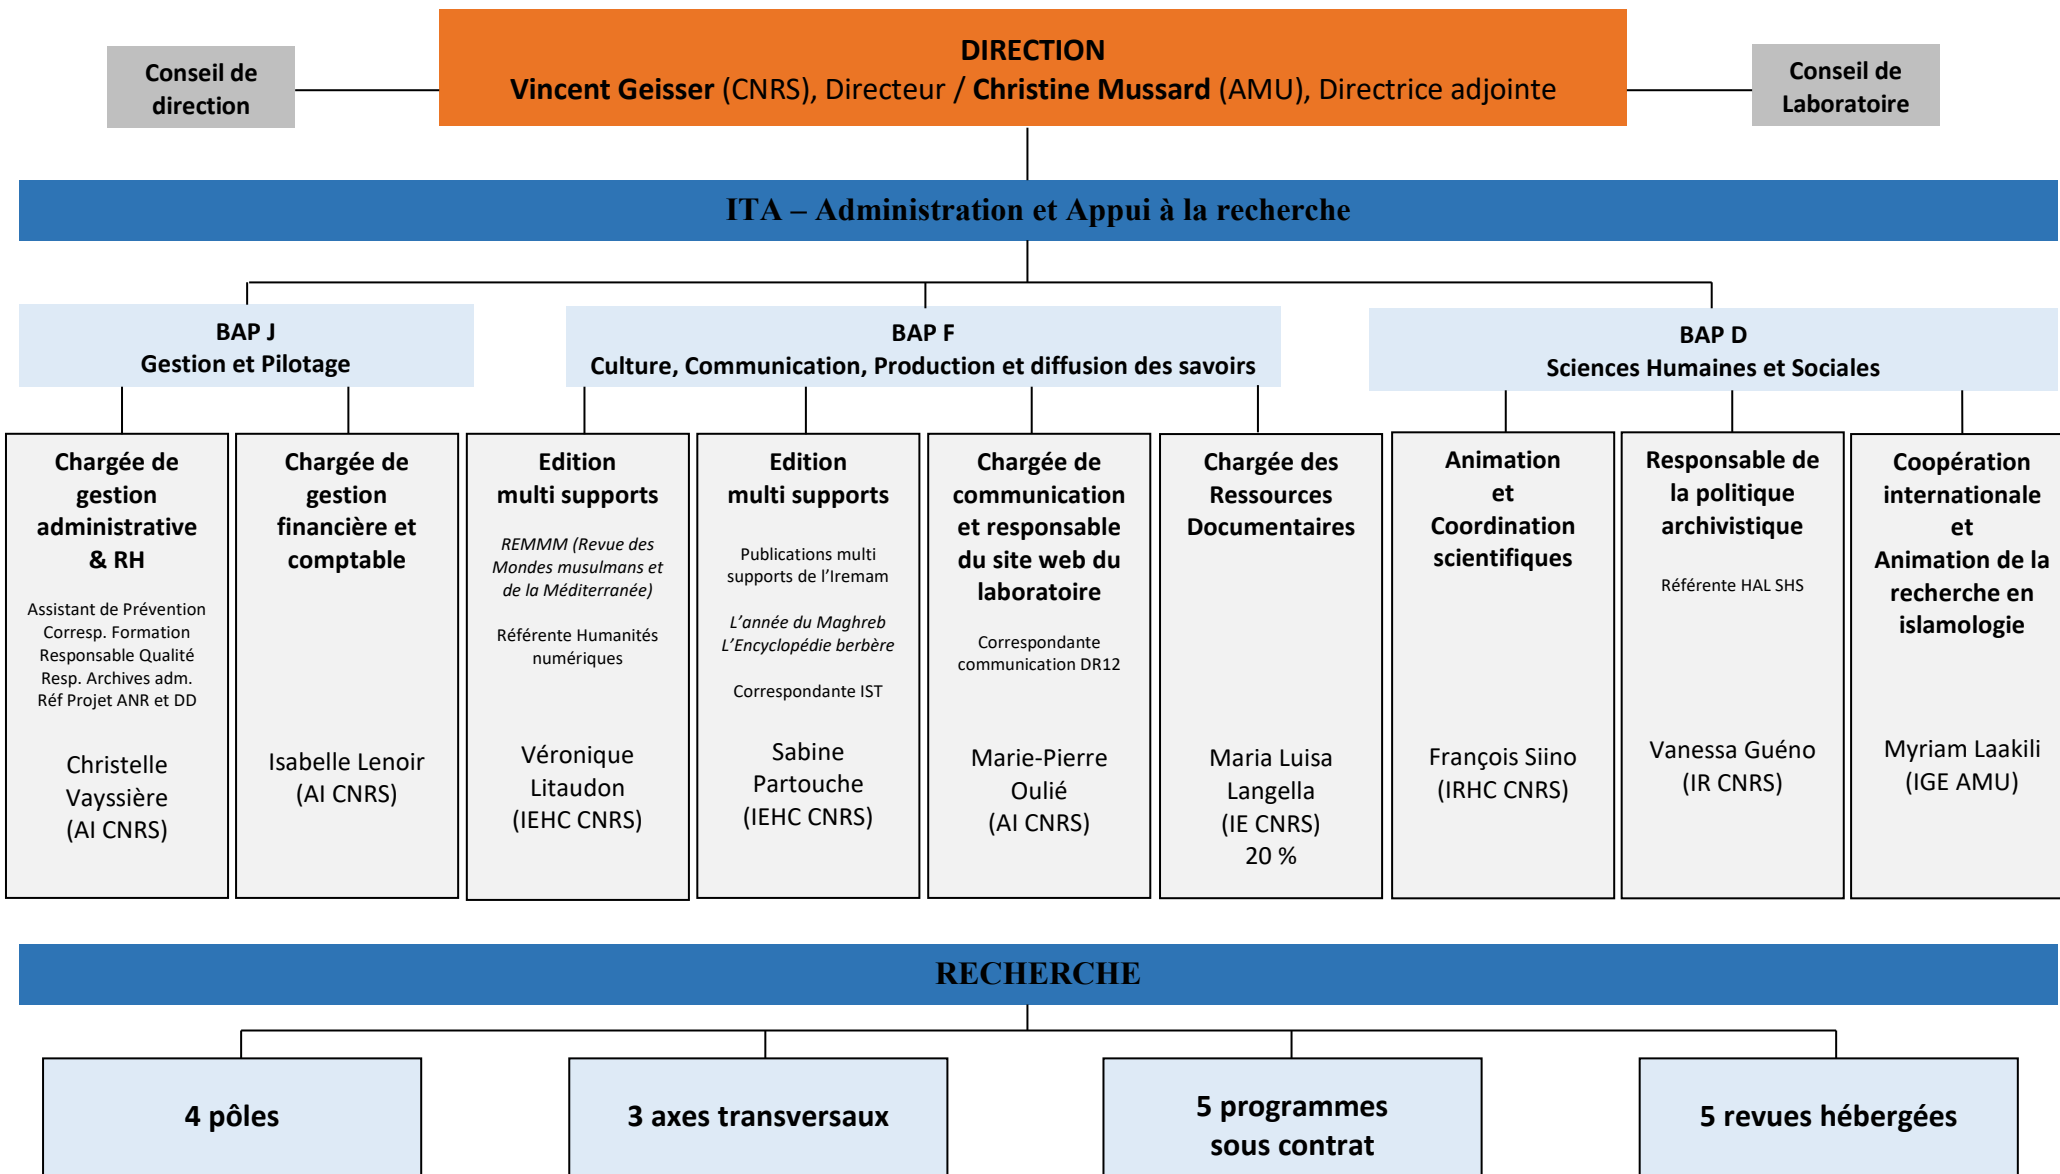 Conseil de
direction
DIRECTION
Vincent Geisser (CNRS), Directeur / Christine Mussard (AMU), Directrice adjointe
Conseil de
Laboratoire
ITA – Administration et Appui à la recherche
BAP J
Gestion et Pilotage
BAP F
Culture, Communication, Production et diffusion des savoirs
BAP D
Sciences Humaines et Sociales
Chargée de
gestion
administrative
& RH
Assistant de Prévention
Corresp. Formation
Responsable Qualité
Resp. Archives adm.
Réf Projet ANR et DD
Christelle
Vayssière
(AI CNRS)
Chargée de
gestion
financière et
comptable
Isabelle Lenoir
(AI CNRS)
Edition
multi supports
REMMM (Revue des
Mondes musulmans et
de la Méditerranée)
Référente Humanités
numériques
Véronique
Litaudon
(IEHC CNRS)
Edition
multi supports
Publications multi
supports de l’Iremam
L’année du Maghreb
L’Encyclopédie berbère
Correspondante IST
Sabine
Partouche
(IEHC CNRS)
Chargée de
communication
et responsable
du site web du
laboratoire
Correspondante
communication DR12
Marie-Pierre
Oulié
(AI CNRS)
Chargée des
Ressources
Documentaires
Maria Luisa
Langella
(IE CNRS)
20 %
Animation
et
Coordination
scientifiques
François Siino
(IRHC CNRS)
Responsable de
la politique
archivistique
Référente HAL SHS
Vanessa Guéno
(IR CNRS)
Coopération
internationale
et
Animation de la
recherche en
islamologie
Myriam Laakili
(IGE AMU)
RECHERCHE
4 pôles
3 axes transversaux
5 programmes
sous contrat
5 revues hébergées